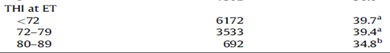 THI at ET
<72 6172 39.7a
72–79 3533 39.4a
80–89 692 34.8b